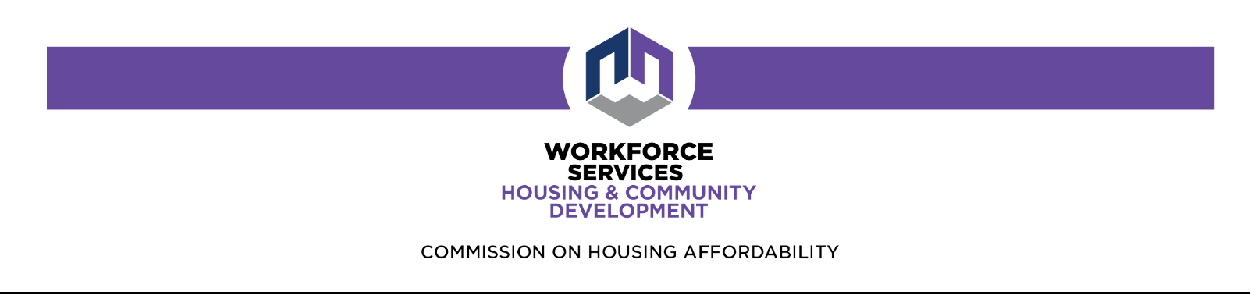 WORKFORCE
SERVICES
HOUSING & COMMUNITY
DEVELOPMENT
COMMISSION ON HOUSING AFFORDABILITY